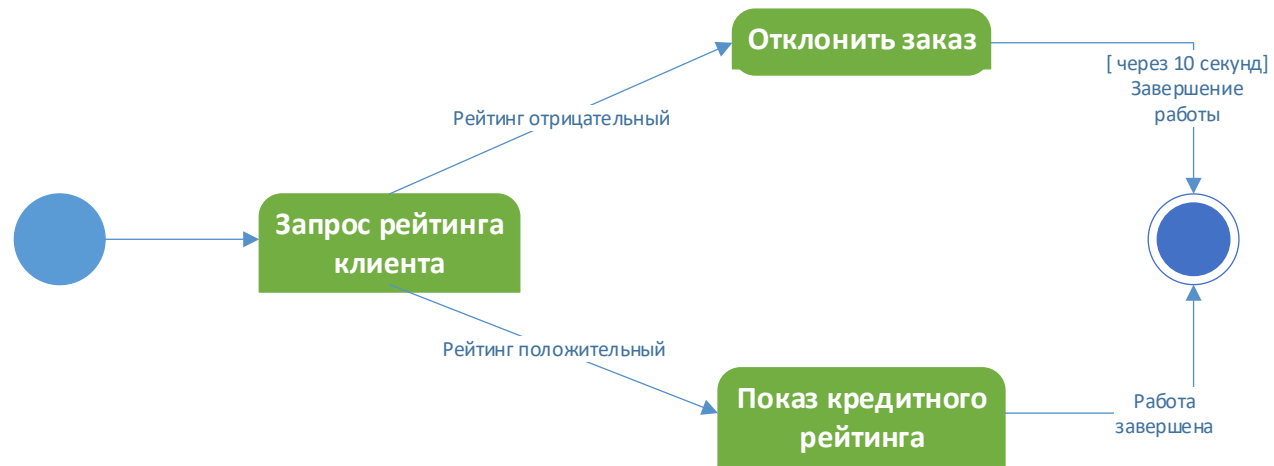 Отклонить заказ
[ через 10 секунд]
Завершение
работы
Рейтинг отрицательный
Запрос рейтинга
клиента
Рейтинг положительный
Показ кредитного
рейтинга
Работа
завершена